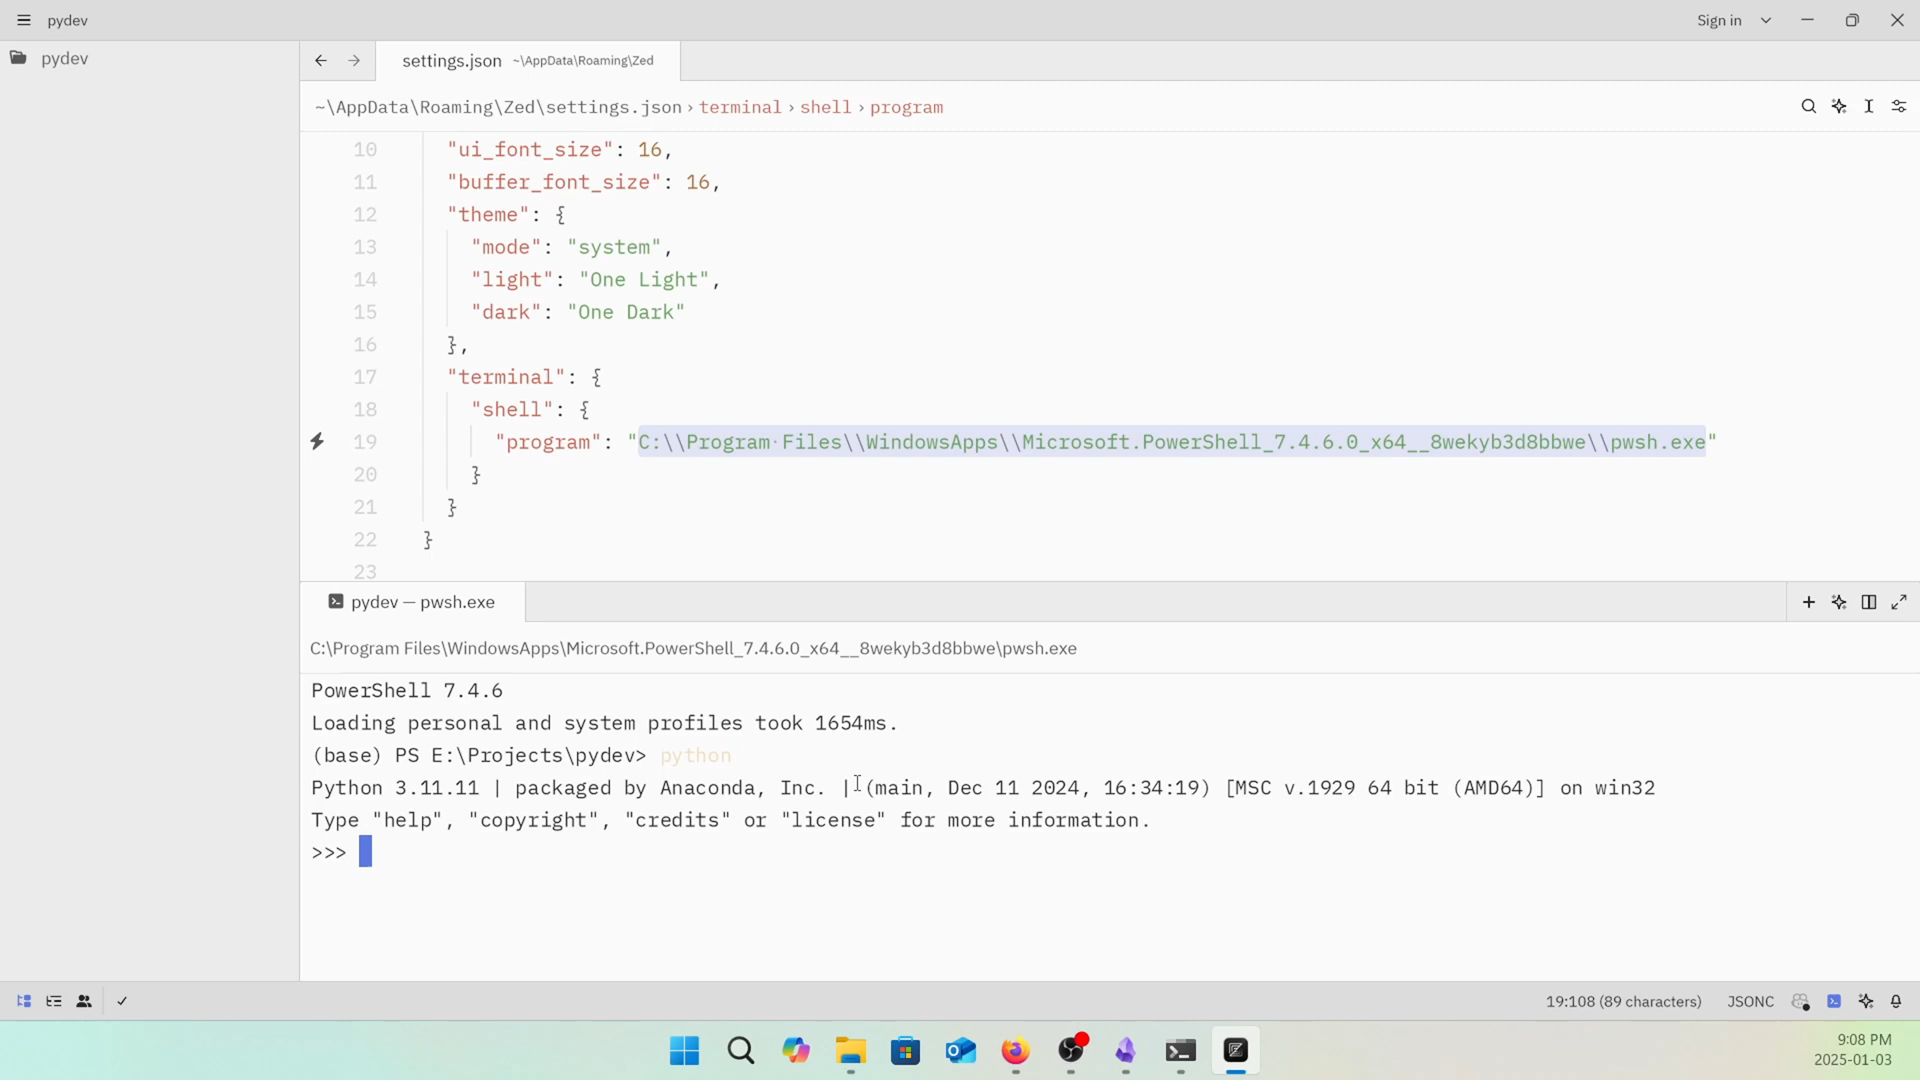 pydev
Sign in
pydev
settings.json ~\AppData\Roaming\Zed
~\AppData\Roaming\Zed\settings.json › terminal › shell › program
10 "ui_font_size": 16,
11 "buffer_font_size": 16,
12 "theme": {
13 "mode": "system",
14 "light": "One Light",
15 "dark": "One Dark"
16 },
17 "terminal": {
18 "shell": {
19 "program": "C:\\Program Files\\WindowsApps\\Microsoft.PowerShell_7.4.6.0_x64__8wekyb3d8bbwe\\pwsh.exe"
20 }
21 }
22 }
23
pydev — pwsh.exe
C:\Program Files\WindowsApps\Microsoft.PowerShell_7.4.6.0_x64__8wekyb3d8bbwe\pwsh.exe
PowerShell 7.4.6
Loading personal and system profiles took 1654ms.
(base) PS E:\Projects\pydev> python
Python 3.11.11 | packaged by Anaconda, Inc. | (main, Dec 11 2024, 16:34:19) [MSC v.1929 64 bit (AMD64)] on win32
Type "help", "copyright", "credits" or "license" for more information.
>>>
19:108 (89 characters) JSONC
9:08 PM
2025-01-03